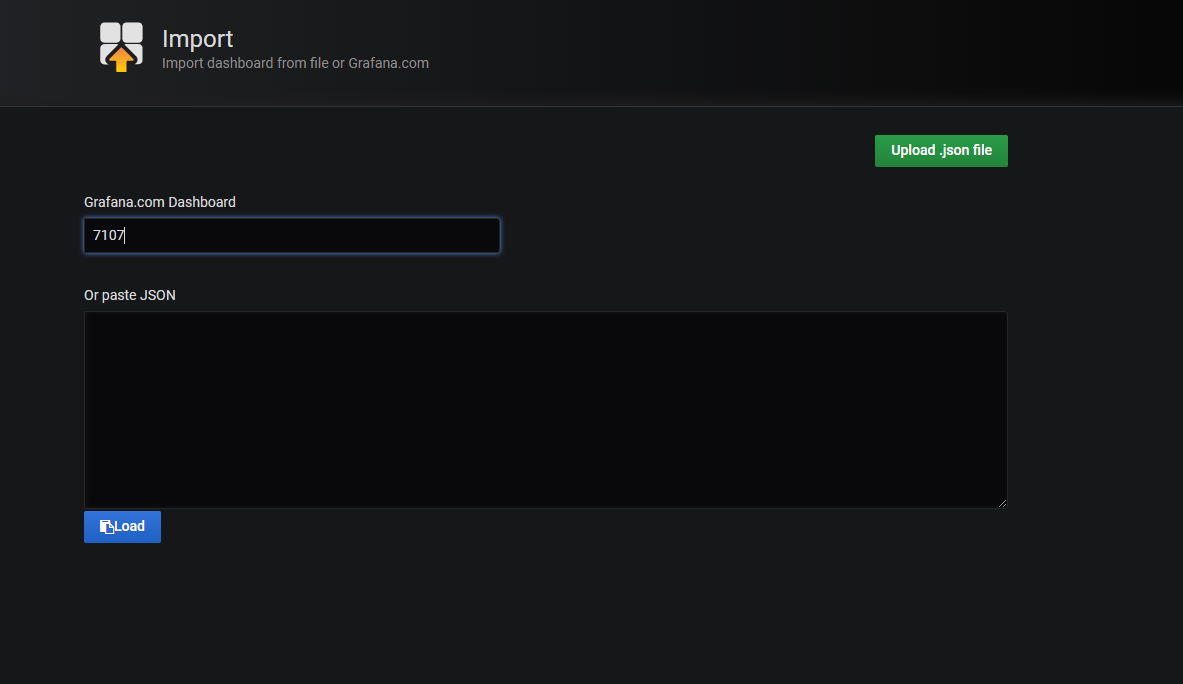 Import
Import dashboard from file or Grafana.com
Upload .json file
Grafana.com Dashboard
7107
Or paste JSON
Load